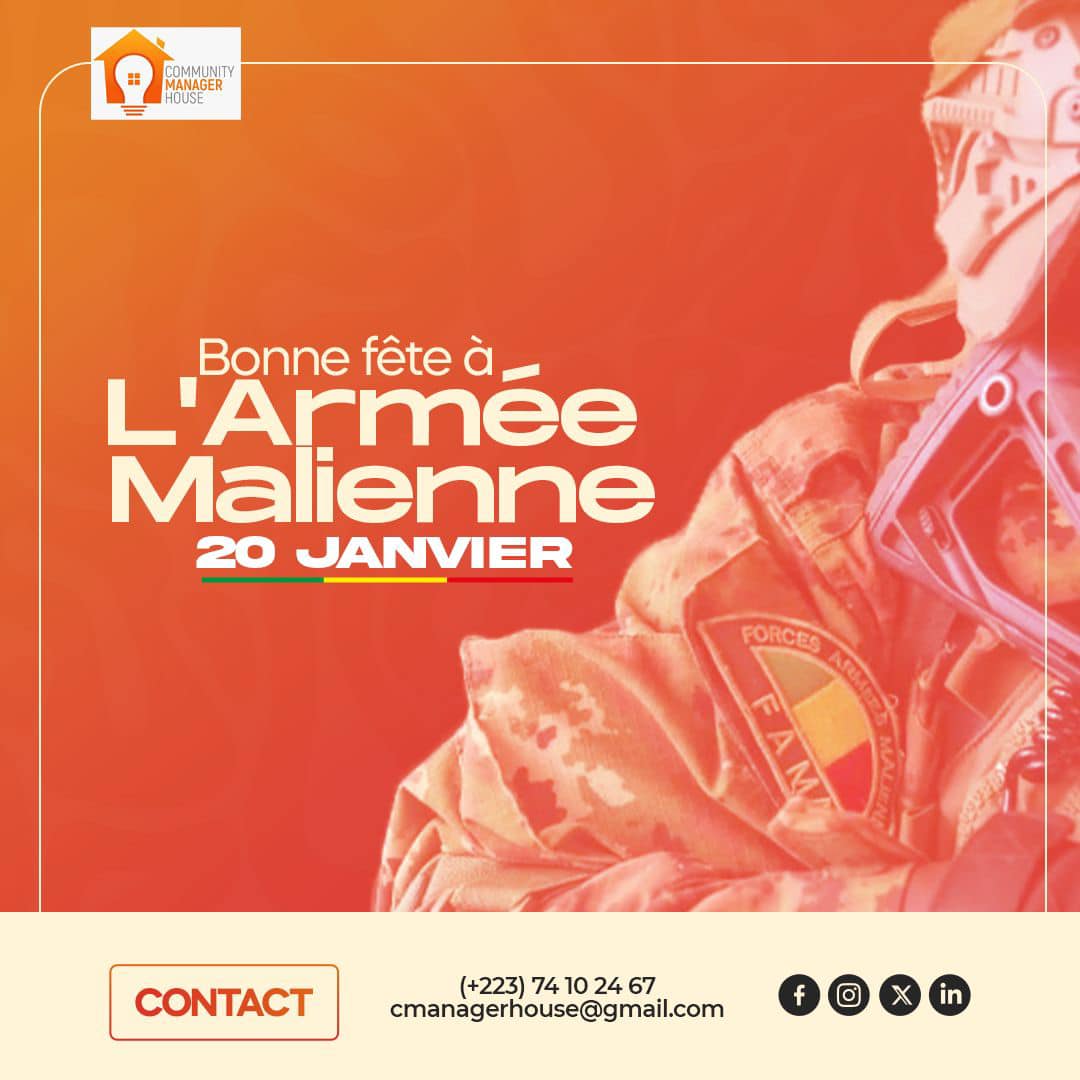 COMMUNITY
MANAGER
HOUSE
Bonne fête à
L'Armée
Malienne
20 JANVIER
FORCES ARMÉES MALIENNES
FAM
CONTACT
(+223) 74 10 24 67
cmanagerhouse@gmail.com